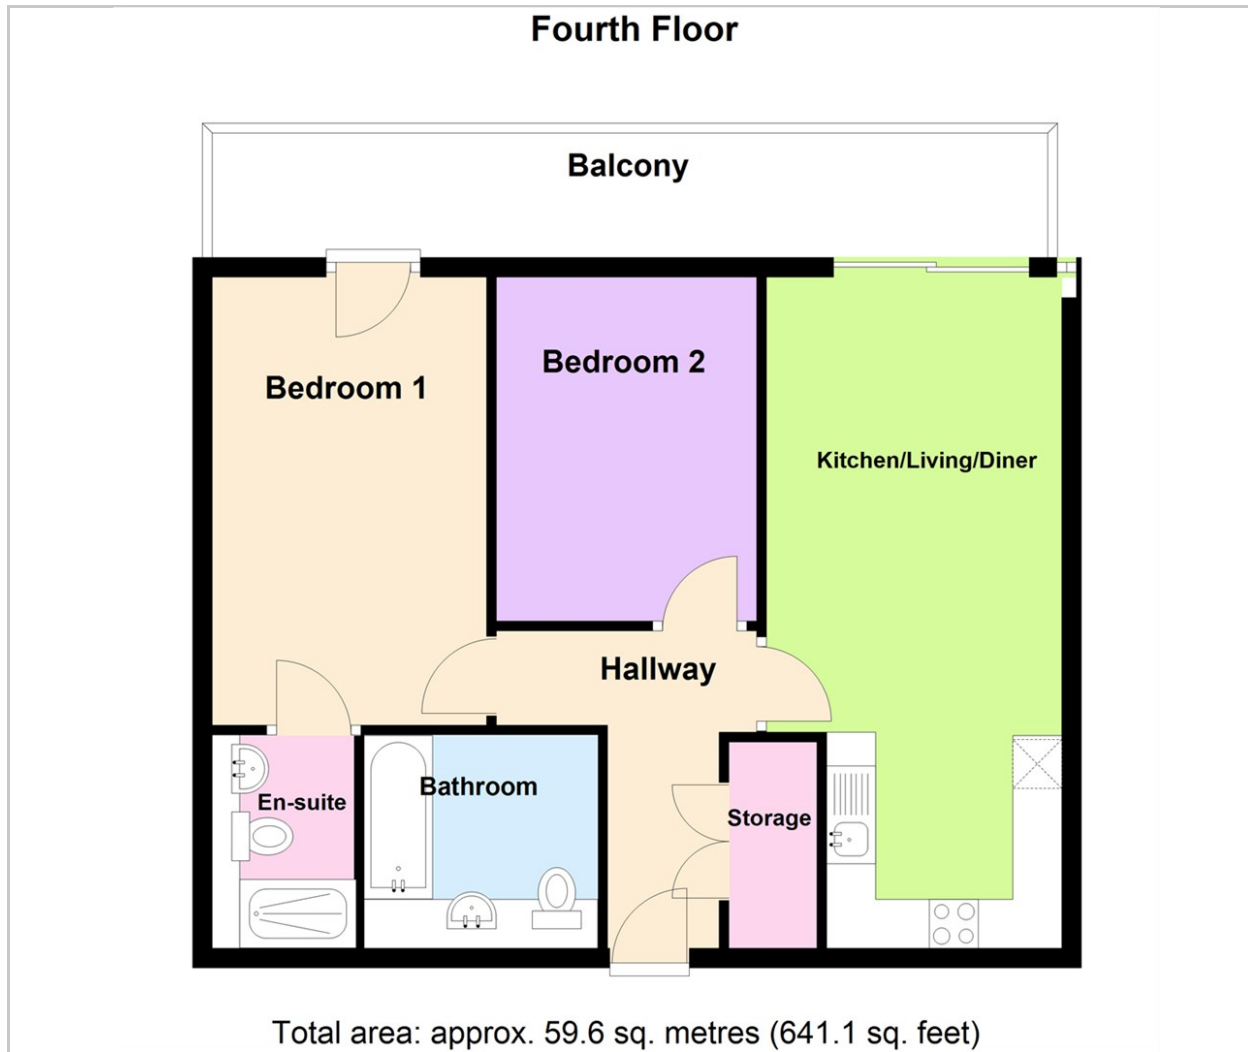 Fourth Floor
Balcony
Bedroom 1
Bedroom 2
Kitchen/Living/Diner
Hallway
En-suite
Bathroom
Storage
Total area: approx. 59.6 sq. metres (641.1 sq. feet)